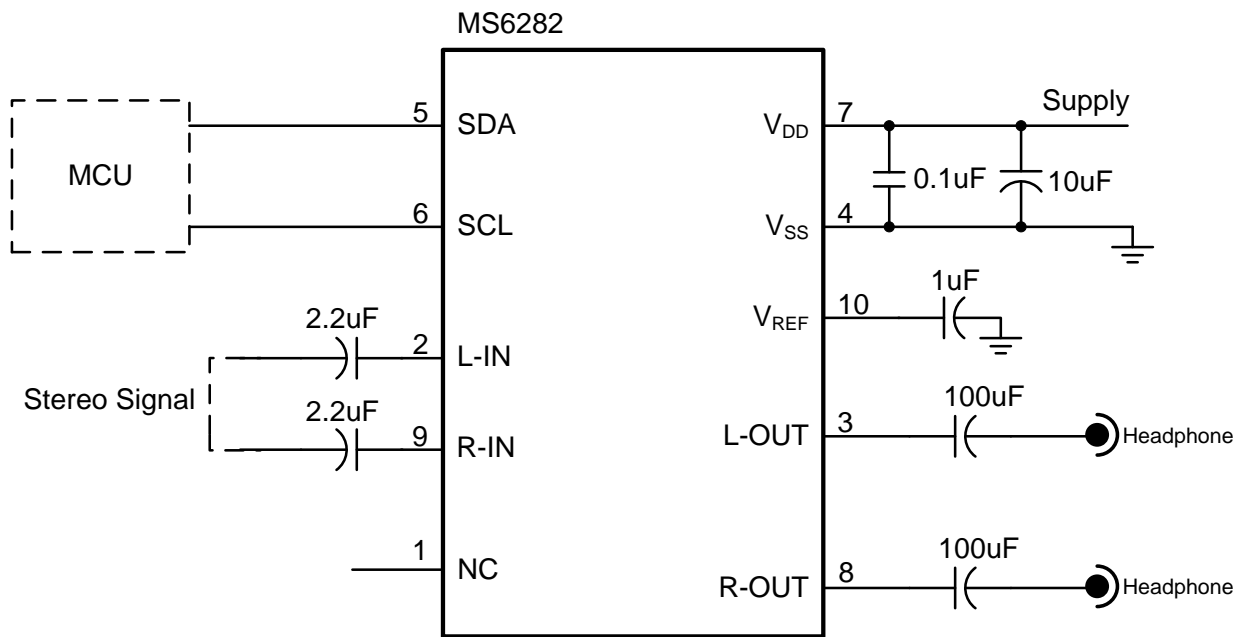 MS6282
MCU
5
SDA
6
SCL
Stereo Signal
2.2uF
2
L-IN
2.2uF
9
R-IN
1
NC
VDD
7
Supply
0.1uF
10uF
VSS
4
VREF
10
1uF
L-OUT
3
100uF
Headphone
R-OUT
8
100uF
Headphone